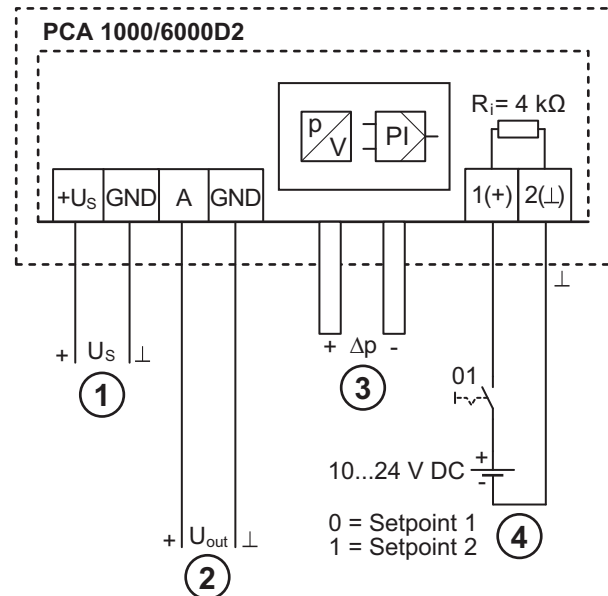 PCA 1000/6000D2
Ri= 4 kΩ
p
V
PI
+US GND A GND
1(+) 2(⊥)
⊥
+ US ⊥
1
+ Δp -
3
01
+
10...24 V DC
-
0 = Setpoint 1
1 = Setpoint 2
4
+ Uout ⊥
2